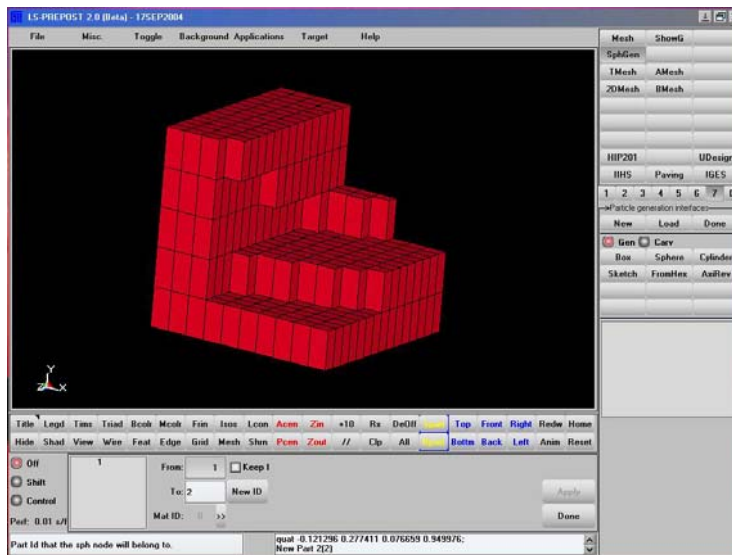 LS-PREPOST 2.0 (Beta) - 17SEP2004
File Misc. Toggle Background Applications Target Help
Mesh ShowG
SphGen
TMesh AMesh
2DMesh BMesh
HIP201 UDesign
IIHS Paving IGES
1 2 3 4 5 6 7
Particle generation interfaces
New Load Done
Gen Carv
Box Sphere Cylinder
Sketch FromHex AxiRev
Y
Z X
Title Legd Tims Triad Bcolr Mcolr Frin Isos Lcon Acen Zin +10 Rx DeOff Top Front Right Redw Home
Hide Shad View Wire Feat Edge Grid Mesh Shrn Pcen Zout // Clp All Bottm Back Left Anim Reset
Off
Shift
Control
Perf: 0.01 s/f
1
From: 1 Keep I
To: 2 New ID
Mat ID: 0 >>
Apply
Done
Part Id that the sph node will belong to.
quat -0.121296 0.277411 0.076659 0.949976;
New Part 2(2)